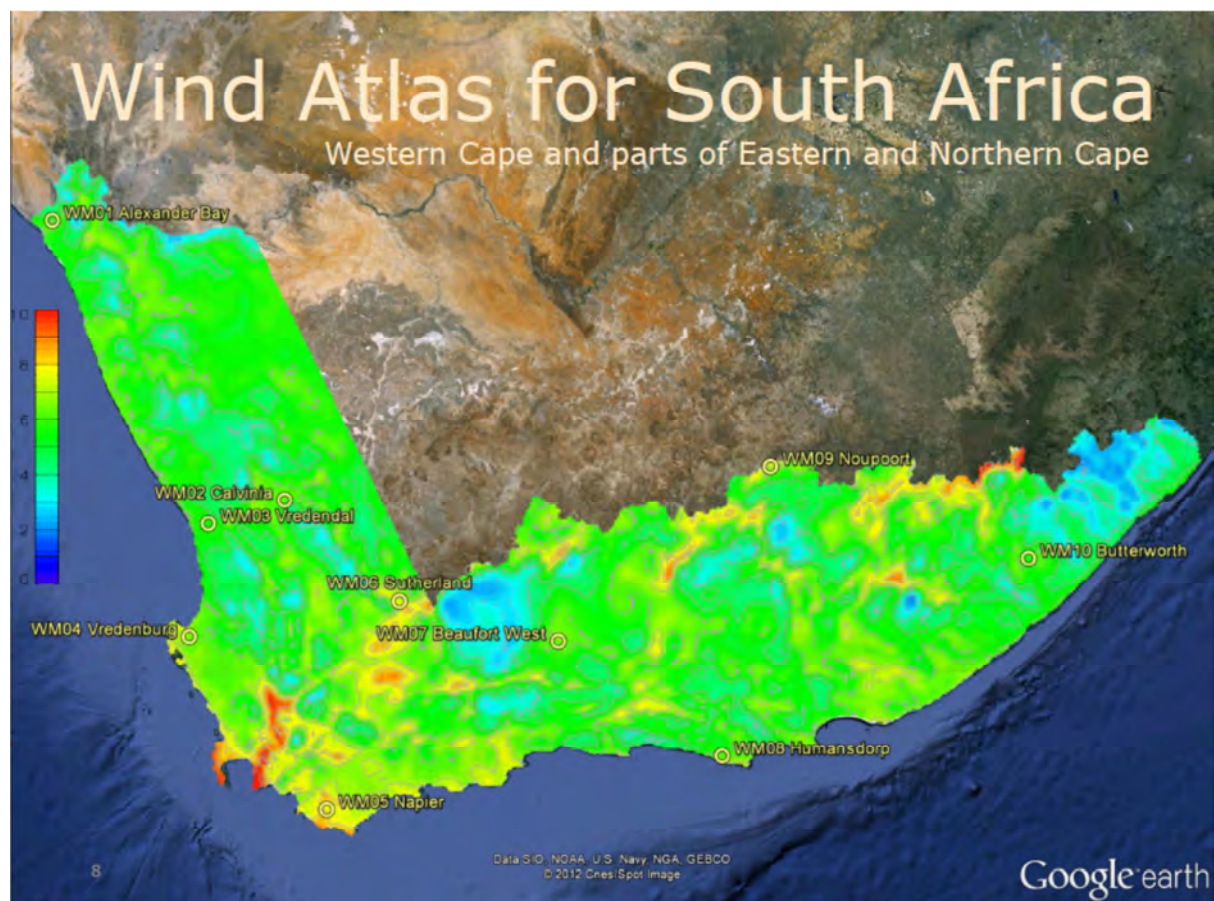 Wind Atlas for South Africa
Western Cape and parts of Eastern and Northern Cape
WM01 Alexander Bay
10
8
6
4
2
0
WM09 Noupoort
WM02 Calvinia
WM03 Vredendal
WM10 Butterworth
WM06 Sutherland
WM04 Vredenburg
WM07 Beaufort West
WM08 Humansdorp
WM05 Napier
Data SIO, NOAA, U.S. Navy, NGA, GEBCO
© 2012 Cnes/Spot Image
8
Google earth